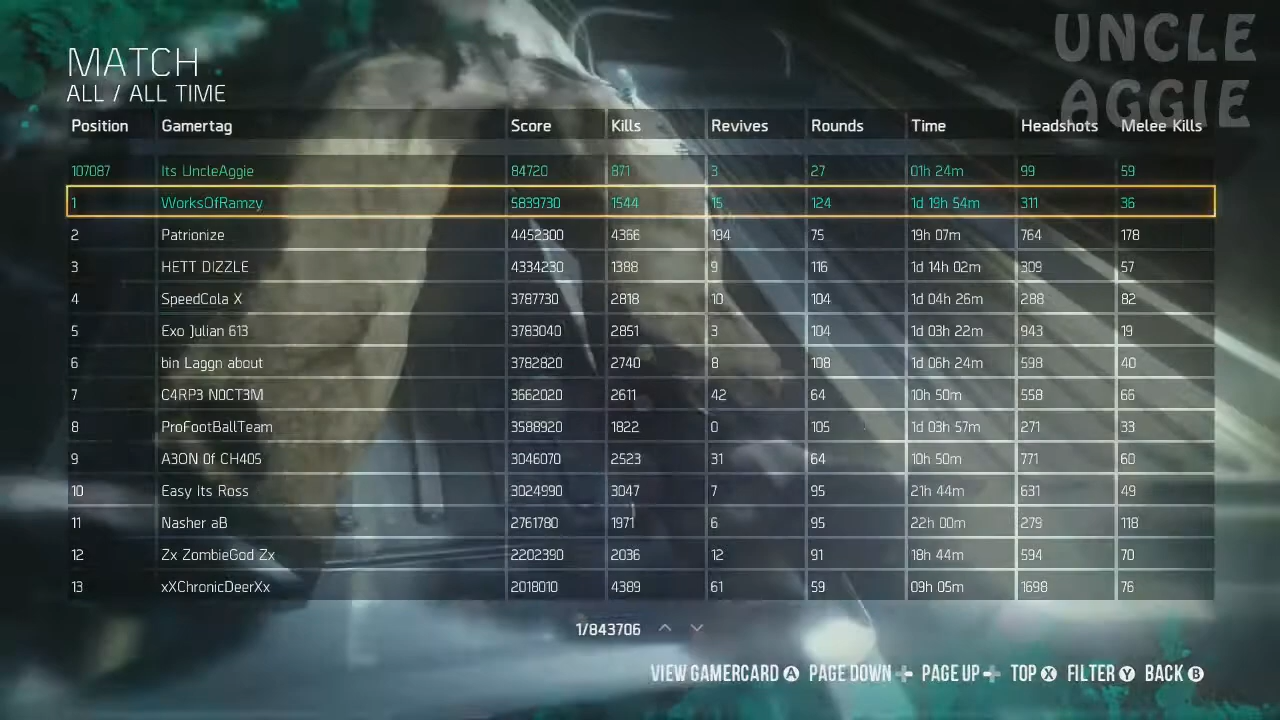 UNCLE
AGGIE
MATCH
ALL / ALL TIME
Position Gamertag Score Kills Revives Rounds Time Headshots Melee Kills
107087 Its UncleAggie 84720 871 3 27 01h 24m 99 59
1 WorksOfRamzy 5839730 1544 15 124 1d 19h 54m 311 36
2 Patrionize 4452300 4366 194 75 19h 07m 764 178
3 HETT DIZZLE 4334230 1388 9 116 1d 14h 02m 309 57
4 SpeedCola X 3787730 2818 10 104 1d 04h 26m 288 82
5 Exo Julian 613 3783040 2851 3 104 1d 03h 22m 943 19
6 bin Laggn about 3782820 2740 8 108 1d 06h 24m 598 40
7 C4RP3 N0CT3M 3662020 2611 42 64 10h 50m 558 66
8 ProFootBallTeam 3588920 1822 0 105 1d 03h 57m 271 33
9 A3ON 0f CH405 3046070 2523 31 64 10h 50m 771 60
10 Easy Its Ross 3024990 3047 7 95 21h 44m 631 49
11 Nasher aB 2761780 1971 6 95 22h 00m 279 118
12 Zx ZombieGod Zx 2202390 2036 12 91 18h 44m 594 70
13 xXChronicDeerXx 2018010 4389 61 59 09h 05m 1698 76
1/843706
VIEW GAMERCARD A PAGE DOWN PAGE UP TOP X FILTER Y BACK B